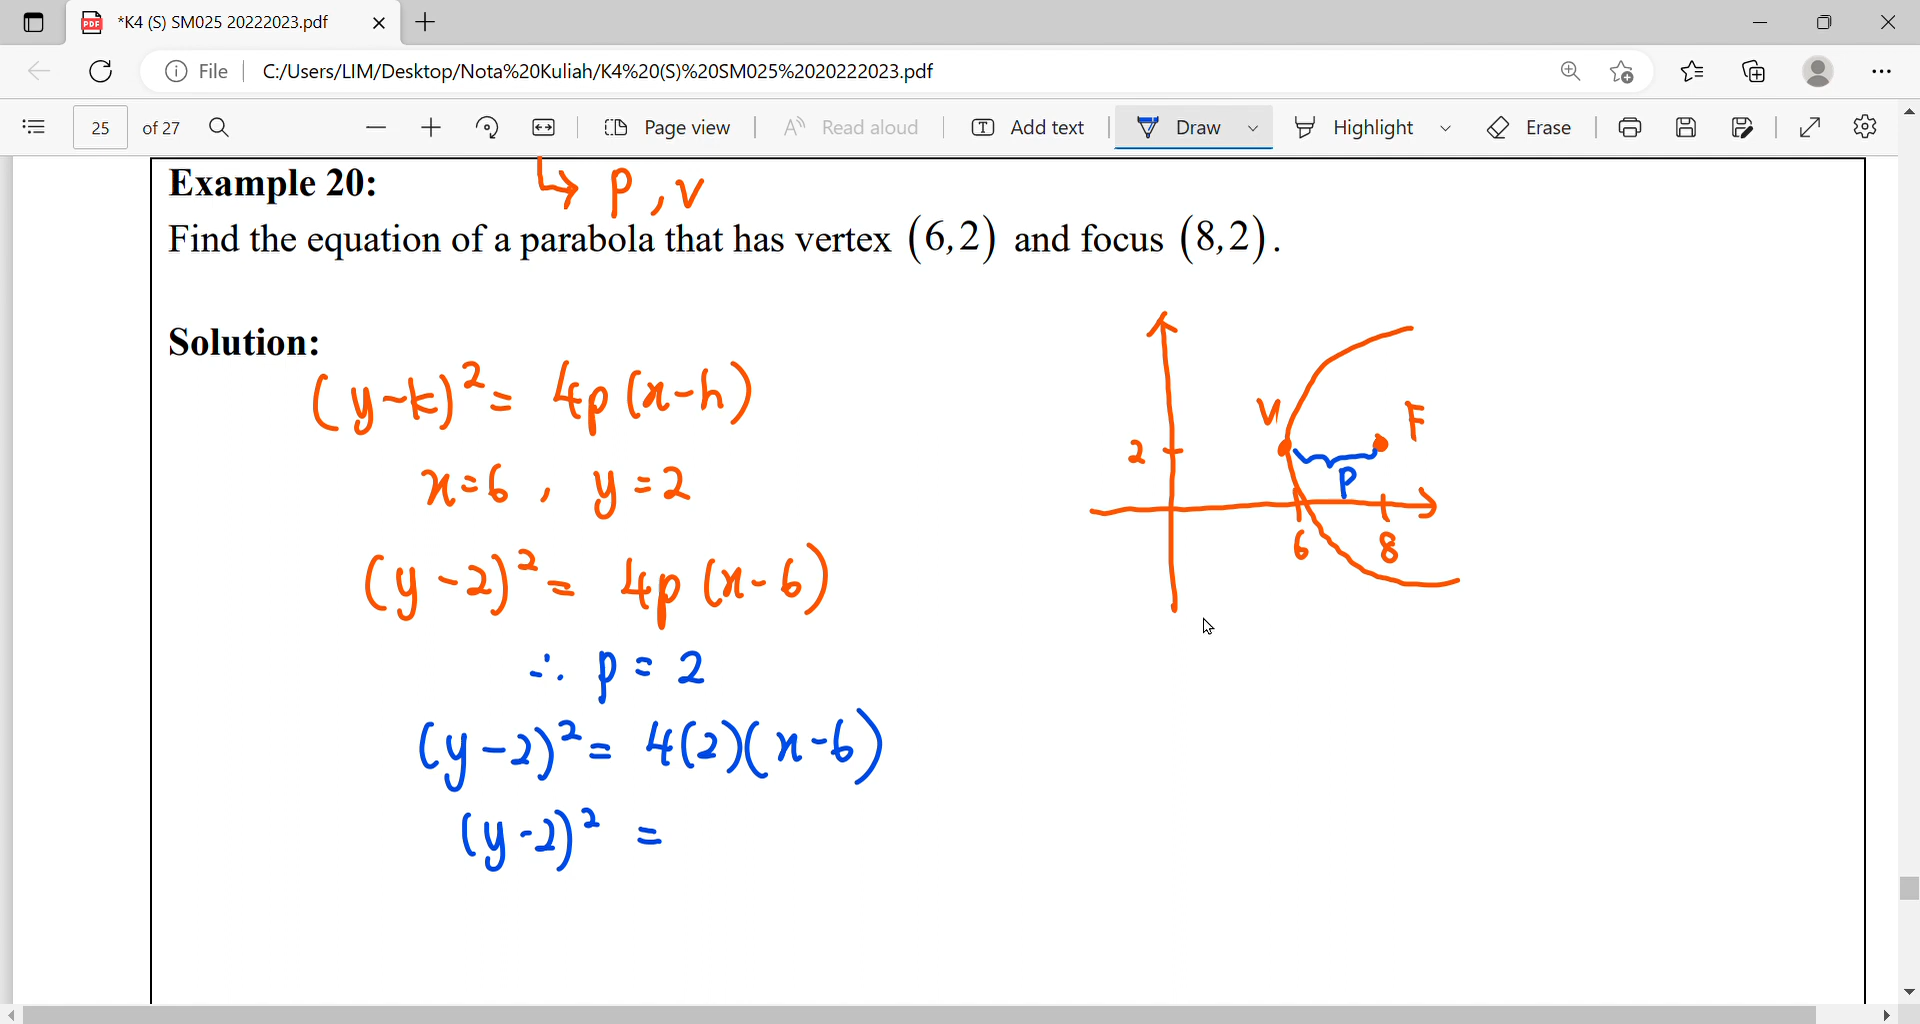 *K4 (S) SM025 20222023.pdf
File C:/Users/LIM/Desktop/Nota%20Kuliah/K4%20(S)%20SM025%2020222023.pdf
25 of 27 Page view Read aloud Add text Draw Highlight Erase
Example 20: ↳ P, V
Find the equation of a parabola that has vertex (6,2) and focus (8,2).
Solution:
(y-k)² = 4p(x-h)
x=6, y=2
(y-2)² = 4p(x-6)
∴ p = 2
(y-2)² = 4(2)(x-6)
(y-2)² =
V F
2
P
6 8